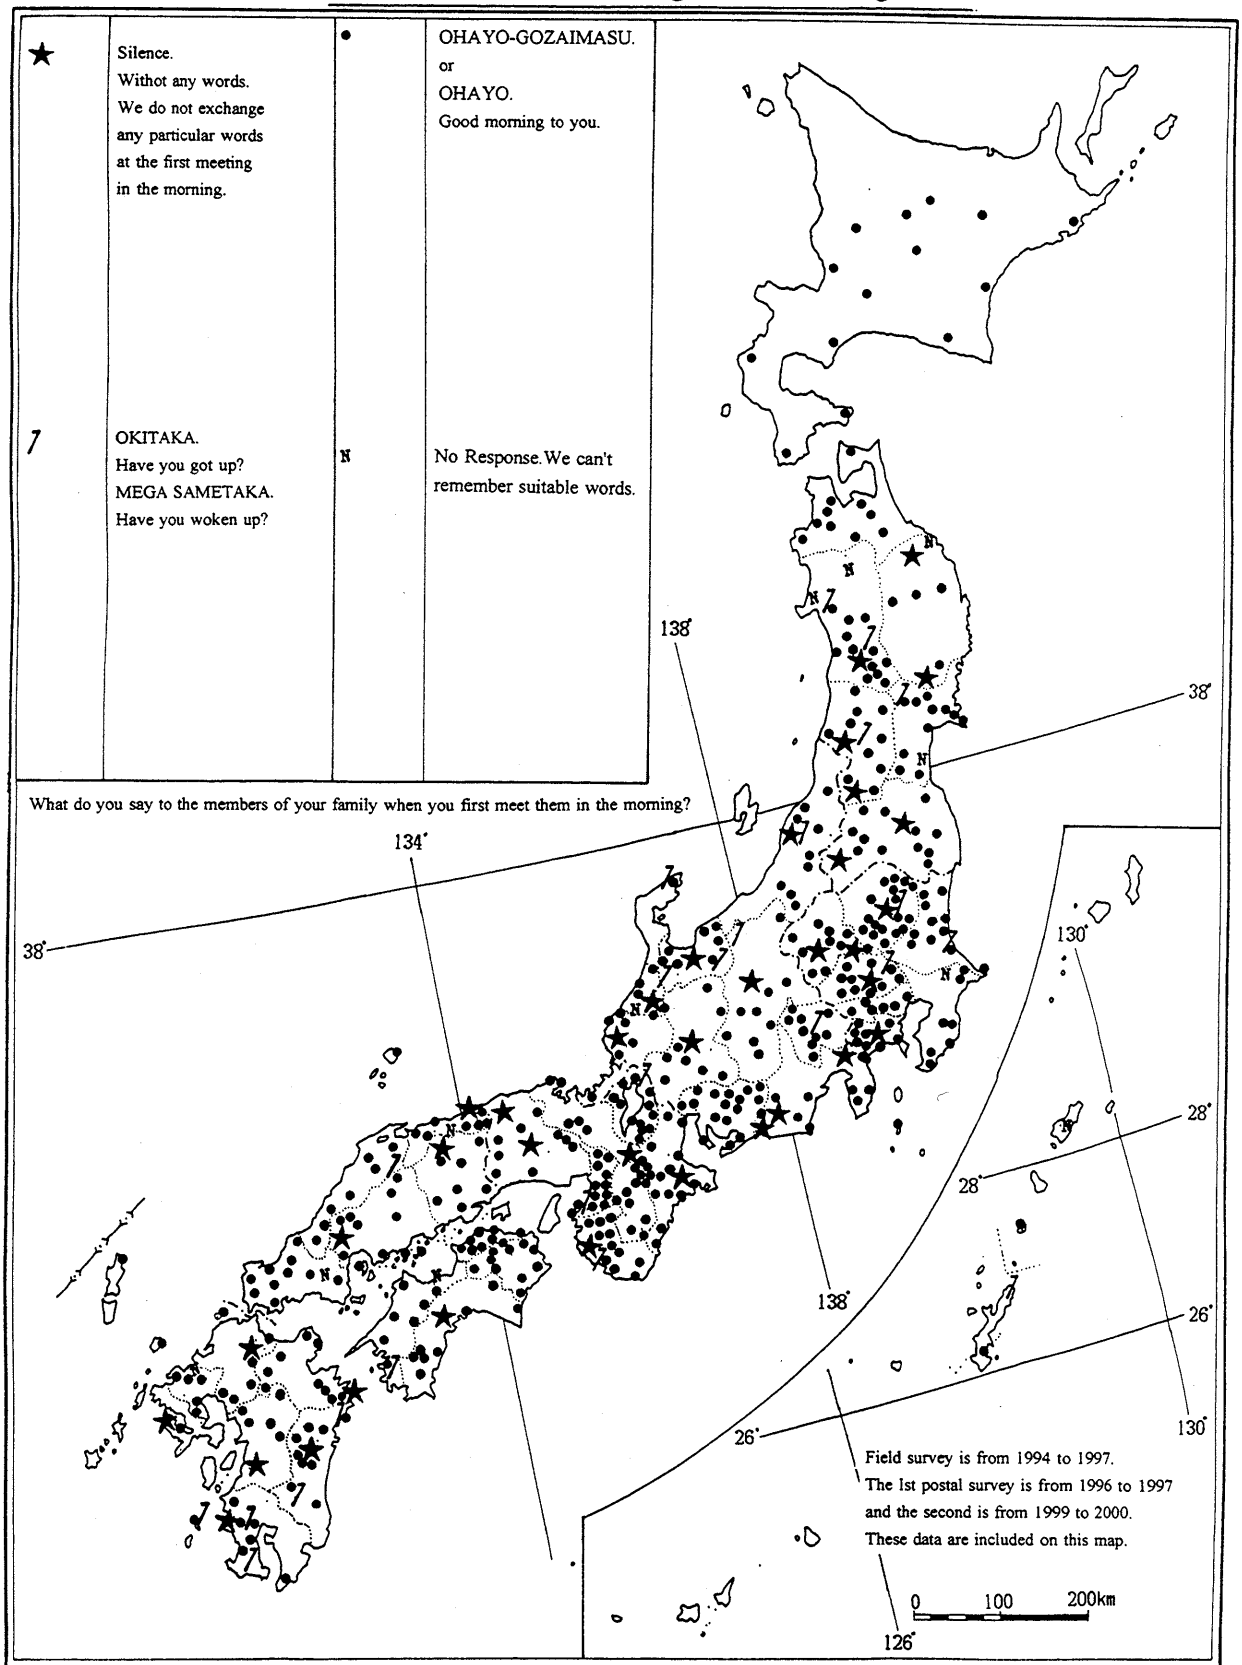 ★
Silence.
Withot any words.
We do not exchange
any particular words
at the first meeting
in the morning.
●
OHAYO-GOZAIMASU.
or
OHAYO.
Good morning to you.
7
OKITAKA.
Have you got up?
MEGA SAMETAKA.
Have you woken up?
N
No Response.We can't
remember suitable words.
What do you say to the members of your family when you first meet them in the morning?
138°
38°
134°
38°
130°
28°
28°
138°
26°
26°
130°
Field survey is from 1994 to 1997.
The 1st postal survey is from 1996 to 1997
and the second is from 1999 to 2000.
These data are included on this map.
0 100 200km
126°